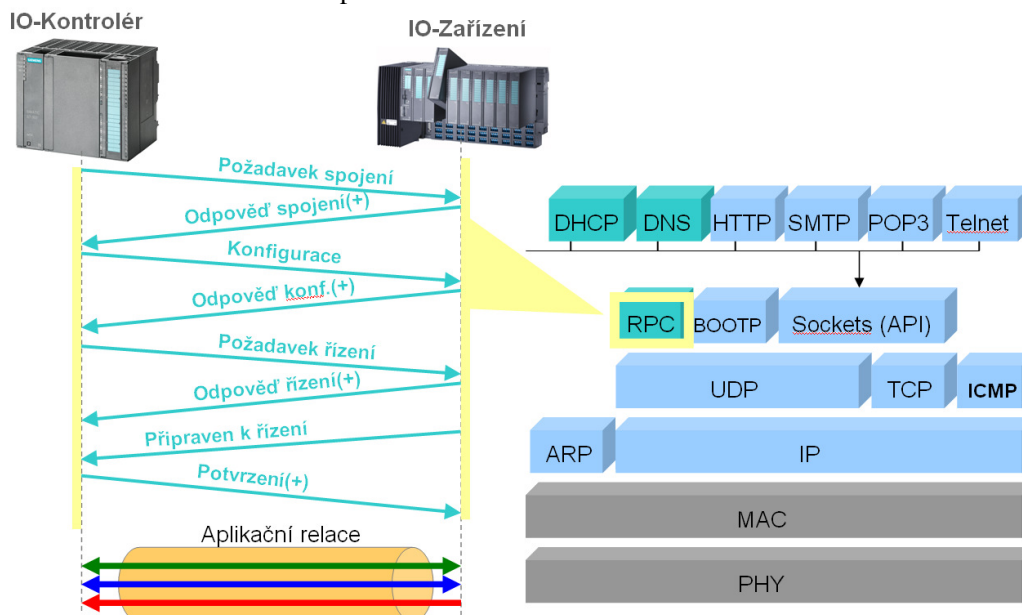 IO-Kontrolér
IO-Zařízení
SIEMENS
Požadavek spojení
Odpověď spojení(+)
Konfigurace
Odpověď konf.(+)
Požadavek řízení
Odpověď řízení(+)
Připraven k řízení
Potvrzení(+)
Aplikační relace
DHCP
DNS
HTTP
SMTP
POP3
Telnet
RPC
BOOTP
Sockets (API)
UDP
TCP
ICMP
ARP
IP
MAC
PHY